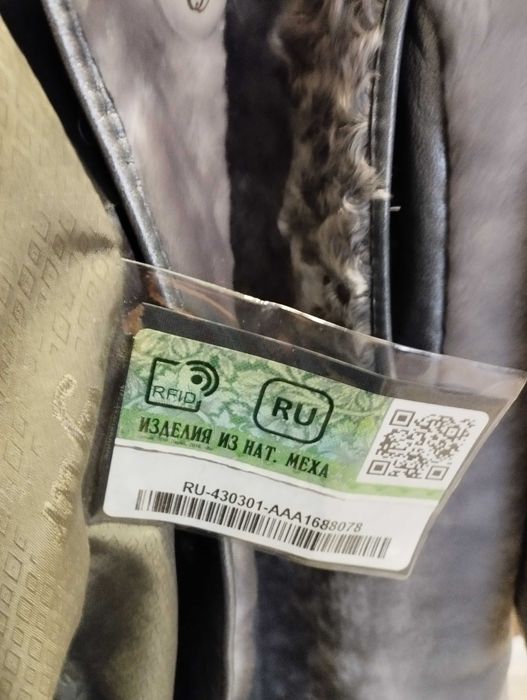 RFID
RU
ИЗДЕЛИЯ ИЗ НАТ. МЕХА
RU-430301-AAA1688078